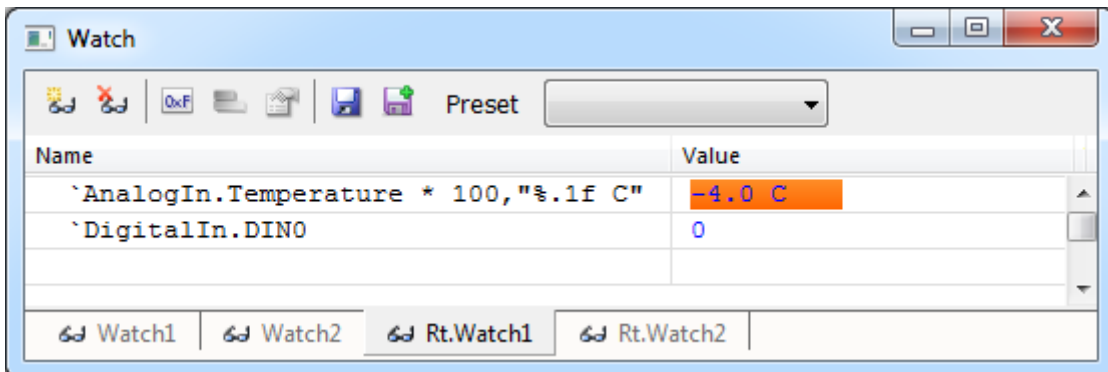 Watch
0xF Preset
Name Value
`AnalogIn.Temperature * 100,"%.1f C" -4.0 C
`DigitalIn.DIN0 0
Watch1 Watch2 Rt.Watch1 Rt.Watch2